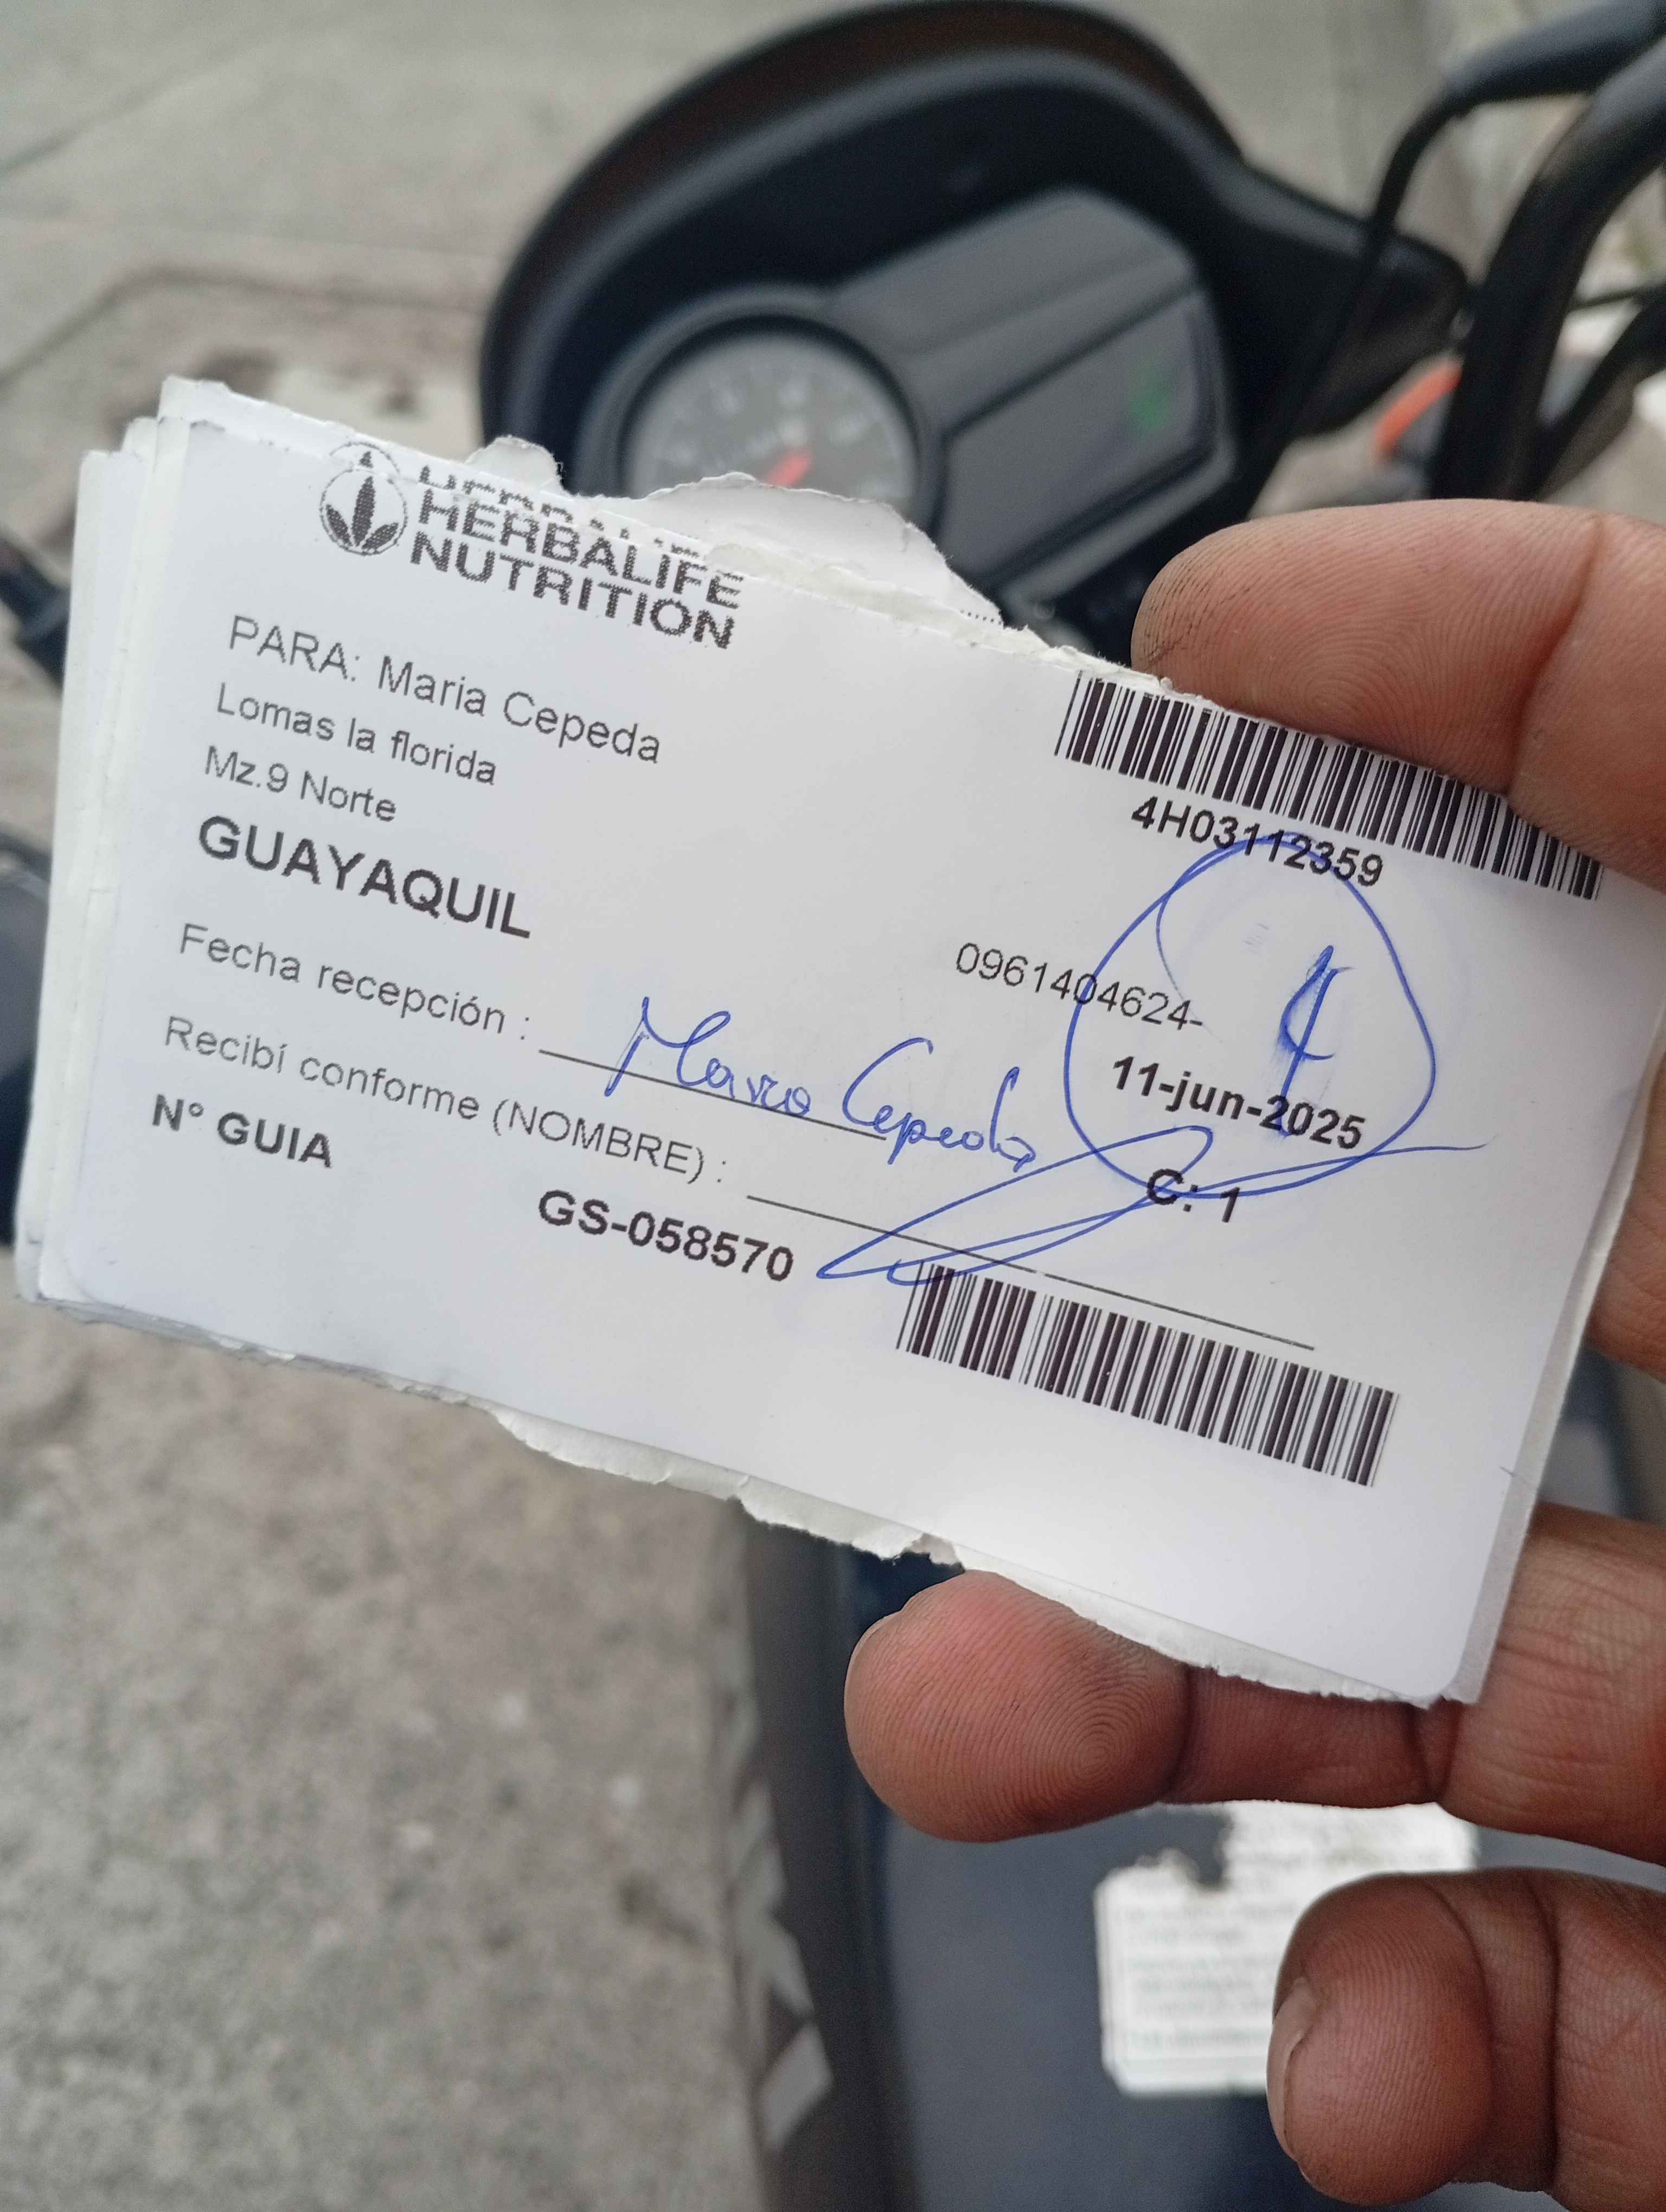 HERBALIFE
NUTRITION
PARA: Maria Cepeda
Lomas la florida
Mz.9 Norte
GUAYAQUIL
4H03112359
0961404624-
11-jun-2025
C: 1
Fecha recepción :
Recibí conforme (NOMBRE) :
Cepeda
N° GUIA
GS-058570